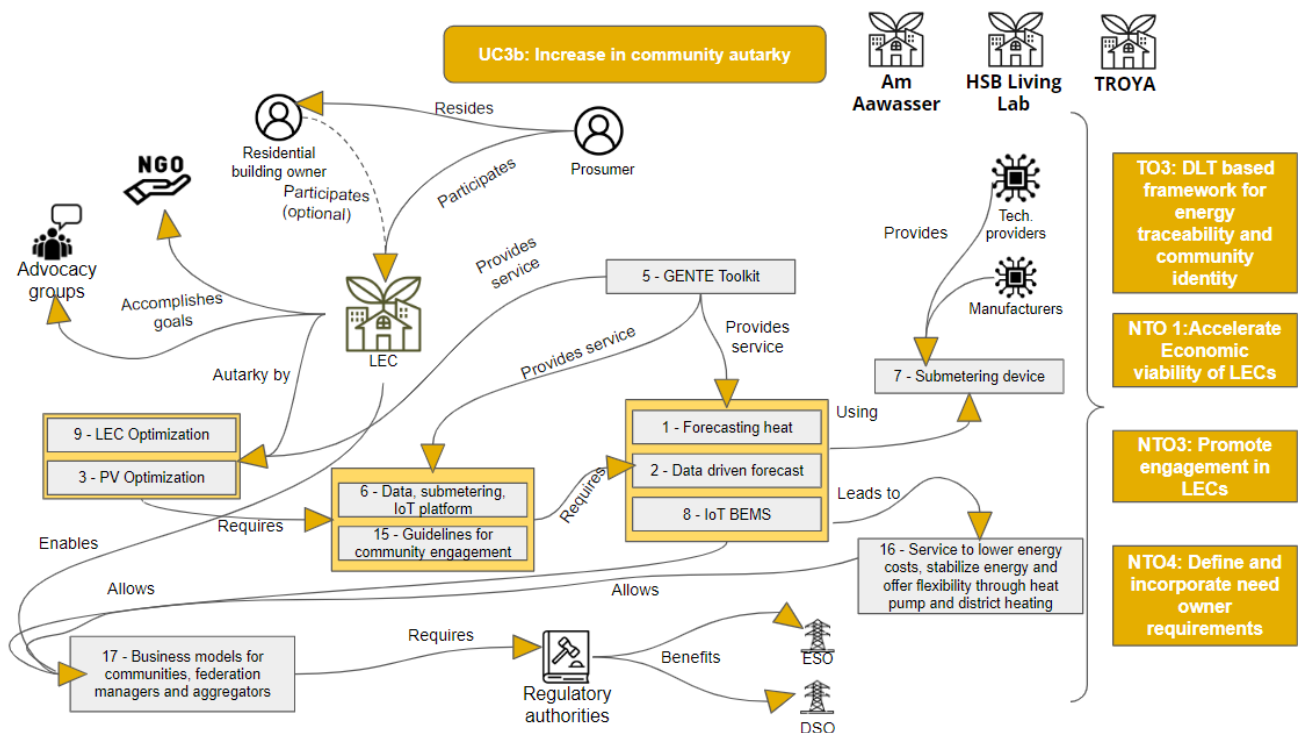 UC3b: Increase in community autarky
Am
Aawasser
HSB Living
Lab
TROYA
Resides
Residential
building owner
Prosumer
Participates
(optional)
Participates
NGO
Advocacy
groups
Accomplishes
goals
LEC
Provides
service
5 - GENTE Toolkit
Provides service
Provides
service
Provides
Tech.
providers
Manufacturers
7 - Submetering device
Autarky by
9 - LEC Optimization
3 - PV Optimization
Requires
6 - Data, submetering,
IoT platform
15 - Guidelines for
community engagement
Requires
1 - Forecasting heat
2 - Data driven forecast
8 - IoT BEMS
Using
Leads to
16 - Service to lower energy
costs, stabilize energy and
offer flexibility through heat
pump and district heating
Enables
Allows
Allows
17 - Business models for
communities, federation
managers and aggregators
Requires
Regulatory
authorities
Benefits
ESO
DSO
TO3: DLT based
framework for
energy
traceability and
community
identity
NTO 1:Accelerate
Economic
viability of LECs
NTO3: Promote
engagement in
LECs
NTO4: Define and
incorporate need
owner
requirements